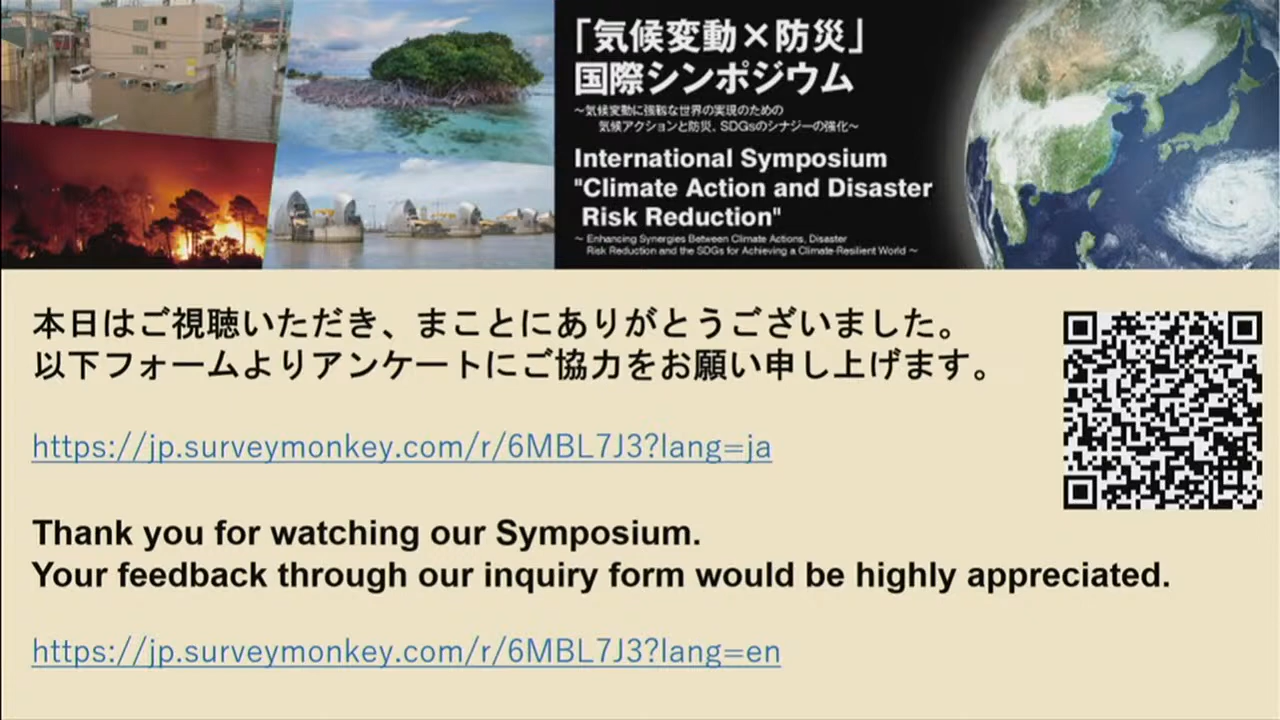 「気候変動×防災」
国際シンポジウム
～気候変動に強靱な世界の実現のための
気候アクションと防災、SDGsのシナジーの強化～
International Symposium
"Climate Action and Disaster
Risk Reduction"
～ Enhancing Synergies Between Climate Actions, Disaster
Risk Reduction and the SDGs for Achieving a Climate-Resilient World ～
本日はご視聴いただき、まことにありがとうございました。
以下フォームよりアンケートにご協力をお願い申し上げます。
https://jp.surveymonkey.com/r/6MBL7J3?lang=ja
Thank you for watching our Symposium.
Your feedback through our inquiry form would be highly appreciated.
https://jp.surveymonkey.com/r/6MBL7J3?lang=en